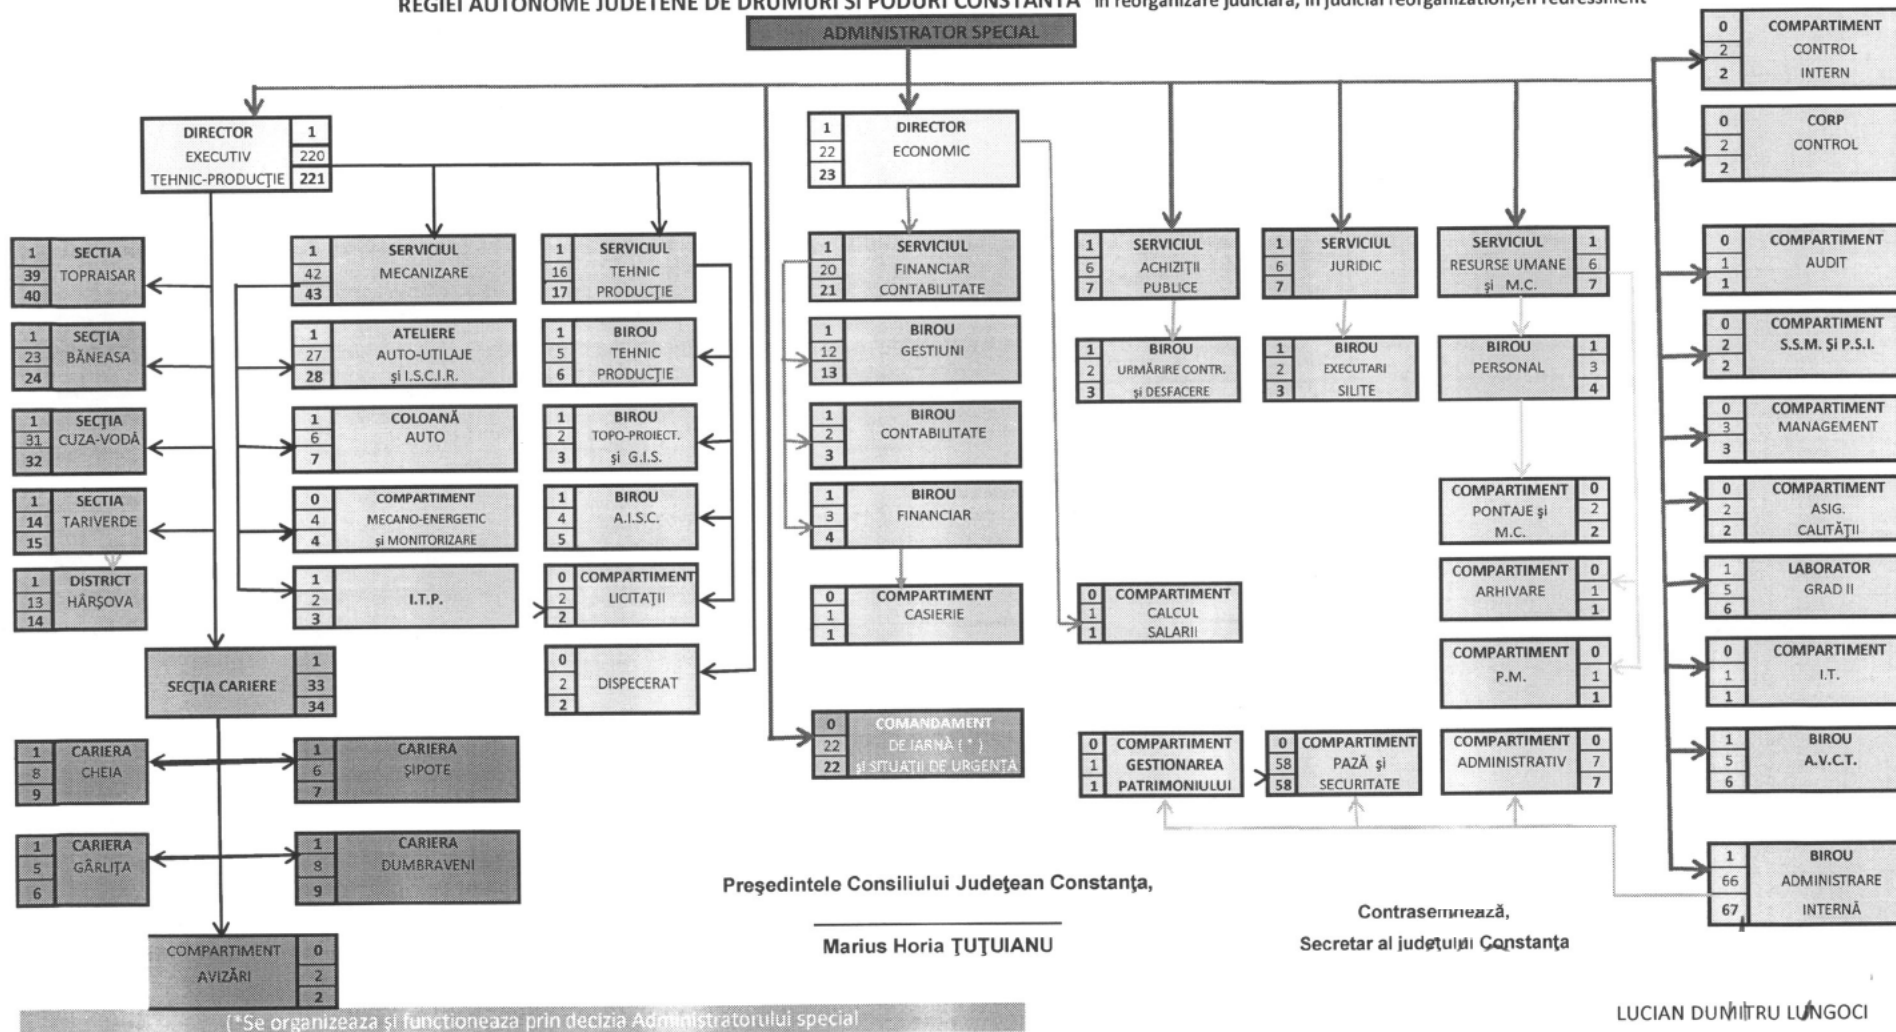 REGIEI AUTONOME JUDETENE DE DRUMURI SI PODURI CONSTANTA in reorganizare judiciara, in judicial reorganization,en redressment
ADMINISTRATOR SPECIAL
DIRECTOR 1
EXECUTIV 220
TEHNIC-PRODUCȚIE 221
1 DIRECTOR
22 ECONOMIC
23
0 COMPARTIMENT
2 CONTROL
2 INTERN
0 CORP
2 CONTROL
2
0 COMPARTIMENT
1 AUDIT
1
0 COMPARTIMENT
2 S.S.M. Și P.S.I.
2
0 COMPARTIMENT
3 MANAGEMENT
3
0 COMPARTIMENT
2 ASIG.
2 CALITĂȚII
1 LABORATOR
5 GRAD II
6
0 COMPARTIMENT
1 I.T.
1
1 BIROU
5 A.V.C.T.
6
1 BIROU
66 ADMINISTRARE
67 INTERNĂ
1 SECTIA
39 TOPRAISAR
40
1 SECȚIA
23 BĂNEASA
24
1 SECȚIA
31 CUZA-VODĂ
32
1 SECTIA
14 TARIVERDE
15
1 DISTRICT
13 HÂRȘOVA
14
1 SERVICIUL
42 MECANIZARE
43
1 ATELIERE
27 AUTO-UTILAJE
28 și I.S.C.I.R.
1 COLOANĂ
6 AUTO
7
0 COMPARTIMENT
4 MECANO-ENERGETIC
4 și MONITORIZARE
1
2 I.T.P.
3
1 SERVICIUL
16 TEHNIC
17 PRODUCȚIE
1 BIROU
5 TEHNIC
6 PRODUCȚIE
1 BIROU
2 TOPO-PROIECT.
3 și G.I.S.
1 BIROU
4 A.I.S.C.
5
0 COMPARTIMENT
2 LICITAȚII
2
0
2 DISPECERAT
2
1 SERVICIUL
20 FINANCIAR
21 CONTABILITATE
1 BIROU
12 GESTIUNI
13
1 BIROU
2 CONTABILITATE
3
1 BIROU
3 FINANCIAR
4
0 COMPARTIMENT
1 CASIERIE
1
0 COMPARTIMENT
1 CALCUL
1 SALARII
0 COMANDAMENT
22 DE IARNĂ ( * )
22 și SITUAȚII DE URGENȚĂ
1 SERVICIUL
6 ACHIZIȚII
7 PUBLICE
1 BIROU
2 URMĂRIRE CONTR.
3 și DESFACERE
1 SERVICIUL
6 JURIDIC
7
1 BIROU
2 EXECUTARI
3 SILITE
SERVICIUL 1
RESURSE UMANE 6
și M.C. 7
BIROU 1
PERSONAL 3
4
COMPARTIMENT 0
PONTAJE și 2
M.C. 2
COMPARTIMENT 0
ARHIVARE 1
1
COMPARTIMENT 0
P.M. 1
1
0 COMPARTIMENT
1 GESTIONAREA
1 PATRIMONIULUI
0 COMPARTIMENT
58 PAZĂ și
58 SECURITATE
COMPARTIMENT 0
ADMINISTRATIV 7
7
1
SECȚIA CARIERE 33
34
1 CARIERA
8 CHEIA
9
1 CARIERA
6 ȘIPOTE
7
1 CARIERA
5 GÂRLIȚA
6
1 CARIERA
8 DUMBRAVENI
9
COMPARTIMENT 0
AVIZĂRI 2
2
Președintele Consiliului Județean Constanța,
Marius Horia ȚUȚUIANU
Contrasemnează,
Secretar al județului Constanța
LUCIAN DUMITRU LUNGOCI
(*Se organizeaza și functioneaza prin decizia Administratorului special